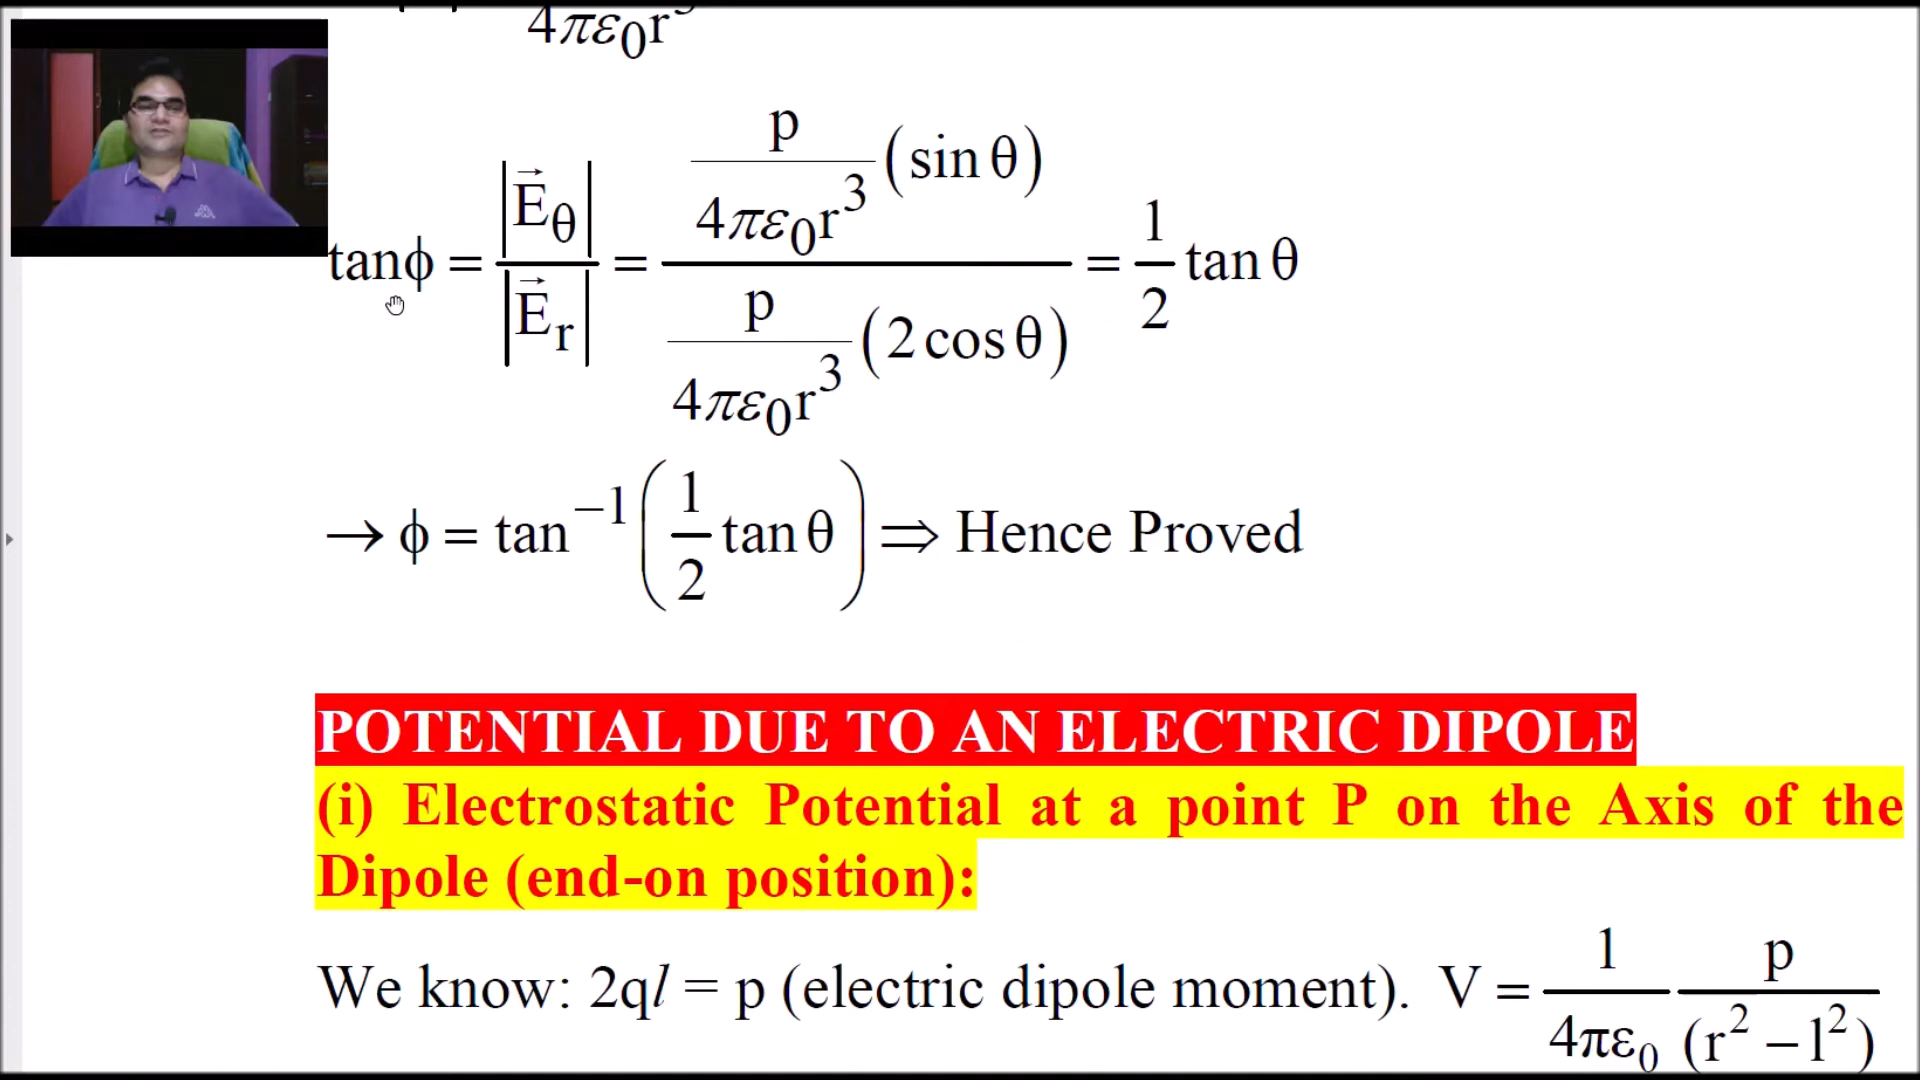 4πε₀r³
tanϕ = |E⃗θ| / |E⃗r| = (p / 4πε₀r³ (sin θ)) / (p / 4πε₀r³ (2 cos θ)) = 1/2 tan θ
→ ϕ = tan⁻¹ (1/2 tan θ) ⇒ Hence Proved
POTENTIAL DUE TO AN ELECTRIC DIPOLE
(i) Electrostatic Potential at a point P on the Axis of the
Dipole (end-on position):
We know: 2ql = p (electric dipole moment). V = 1/4πε₀ p/(r² – l²)